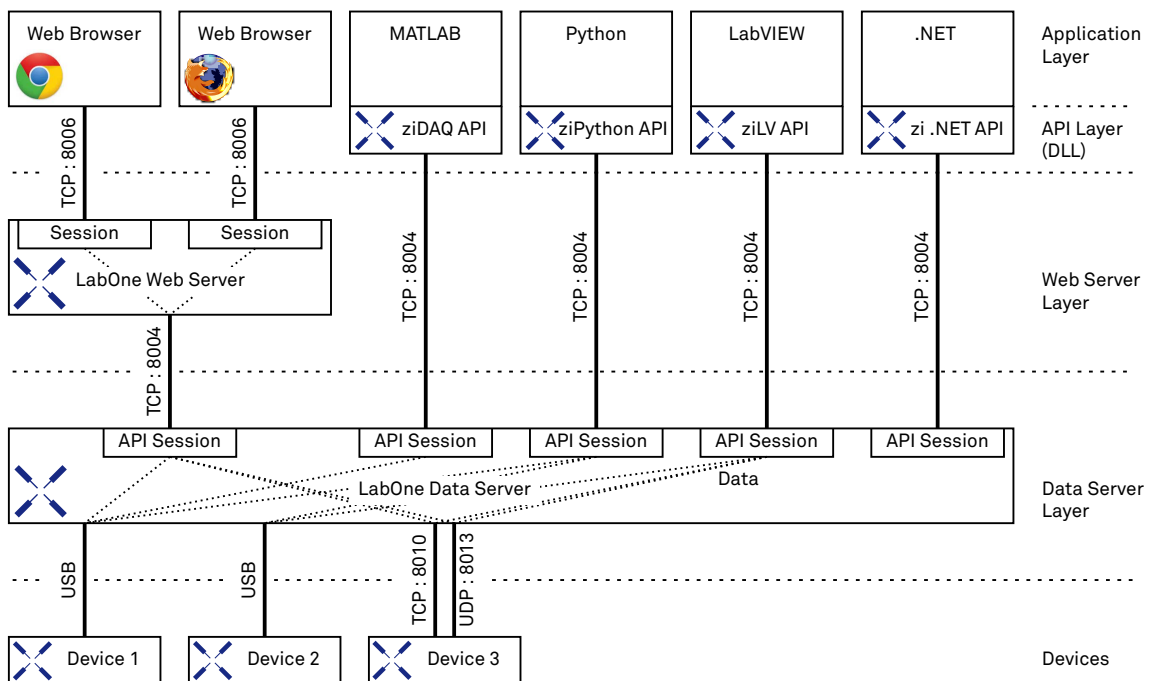 Web Browser
Web Browser
MATLAB
Python
LabVIEW
.NET
Application
Layer
ziDAQ API
ziPython API
ziLV API
zi .NET API
API Layer
(DLL)
TCP : 8006
TCP : 8006
Session
Session
LabOne Web Server
TCP : 8004
TCP : 8004
TCP : 8004
TCP : 8004
Web Server
Layer
TCP : 8004
API Session
API Session
API Session
API Session
API Session
LabOne Data Server
Data
Data Server
Layer
USB
USB
TCP : 8010
UDP : 8013
Device 1
Device 2
Device 3
Devices